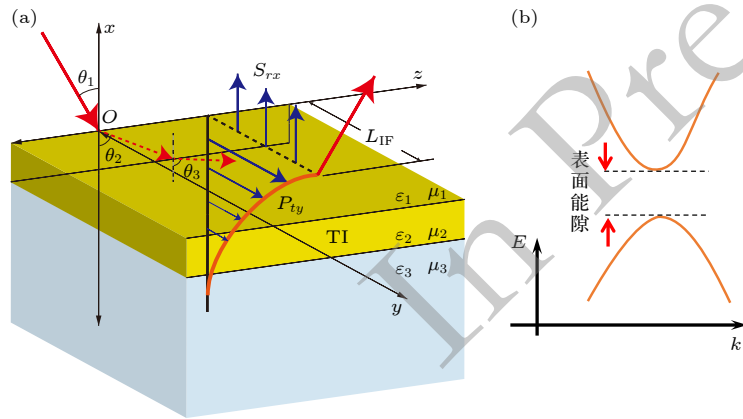 (a)
x
θ₁
S_rx
z
O
θ₂
θ₃
L_IF
P_ty
ε₁ μ₁
TI
ε₂ μ₂
ε₃ μ₃
y
(b)
表面能隙
E
k
In Pre